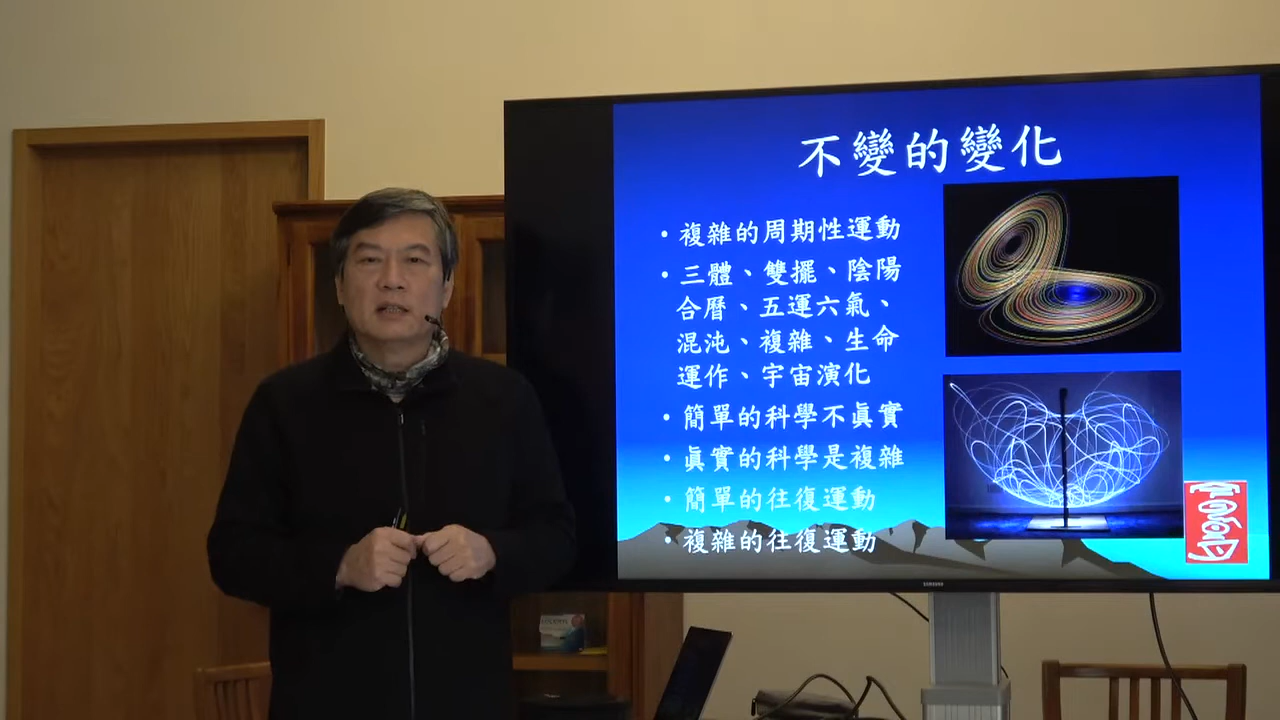 不變的變化
・複雜的周期性運動
・三體、雙擺、陰陽
合曆、五運六氣、
混沌、複雜、生命
運作、宇宙演化
・簡單的科學不眞實
・眞實的科學是複雜
・簡單的往復運動
・複雜的往復運動
SAMSUNG